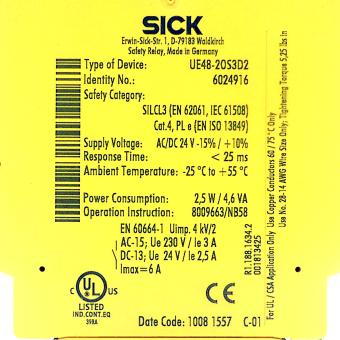 SICK
Erwin-Sick-Str. 1, D-79183 Waldkirch
Safety Relay, Made in Germany
Type of Device: UE48-20S3D2
Identity No.: 6024916
Safety Category:
SILCL3 (EN 62061, IEC 61508)
Cat.4, PL e (EN ISO 13849)
Supply Voltage: AC/DC 24 V -15% / +10%
Response Time: < 25 ms
Ambient Temperature: -25 °C to +55 °C
Power Consumption: 2,5 W / 4,6 VA
Operation Instruction: 8009663/NB58
EN 60664-1 Uimp. 4 kV/2
AC-15; Ue 230 V / Ie 3 A
DC-13; Ue 24 V / Ie 2,5 A
Imax= 6 A
C UL US
LISTED
IND.CONT.EQ
398A
Date Code: 1008 1557 C-01
R1.188.1634.2
001813425
For UL / CSA Application Only Use Copper Conductors 60 / 75 °C Only
Use No. 28-14 AWG Wire Size Only; Tightening Torque 5,25 lbs In